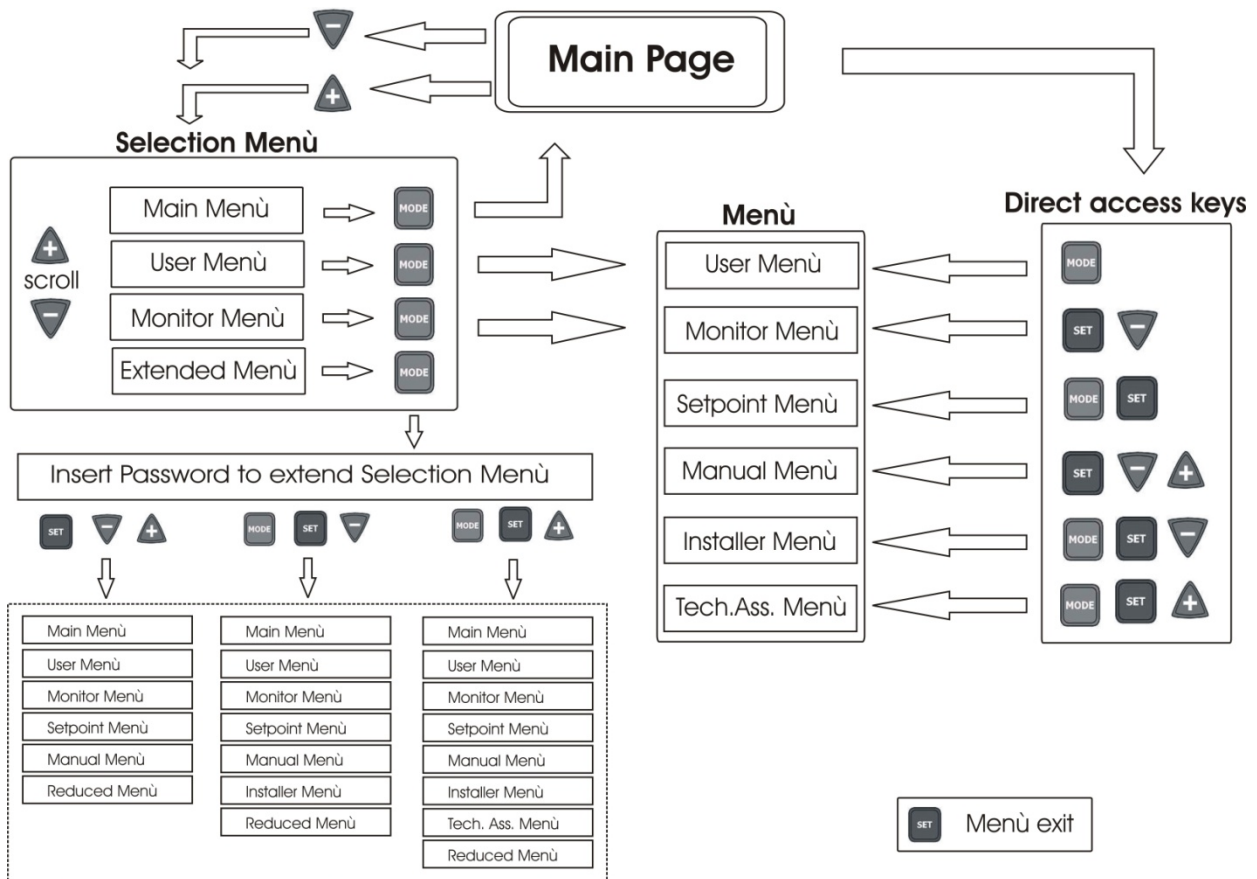 Main Page
Selection Menù
Main Menù
MODE
User Menù
MODE
scroll
Monitor Menù
MODE
Extended Menù
MODE
Insert Password to extend Selection Menù
SET
MODE
SET
MODE
SET
Main Menù
User Menù
Monitor Menù
Setpoint Menù
Manual Menù
Reduced Menù
Main Menù
User Menù
Monitor Menù
Setpoint Menù
Manual Menù
Installer Menù
Reduced Menù
Main Menù
User Menù
Monitor Menù
Setpoint Menù
Manual Menù
Installer Menù
Tech. Ass. Menù
Reduced Menù
Menù
User Menù
Monitor Menù
Setpoint Menù
Manual Menù
Installer Menù
Tech.Ass. Menù
Direct access keys
MODE
SET
MODE SET
SET
MODE SET
MODE SET
SET Menù exit